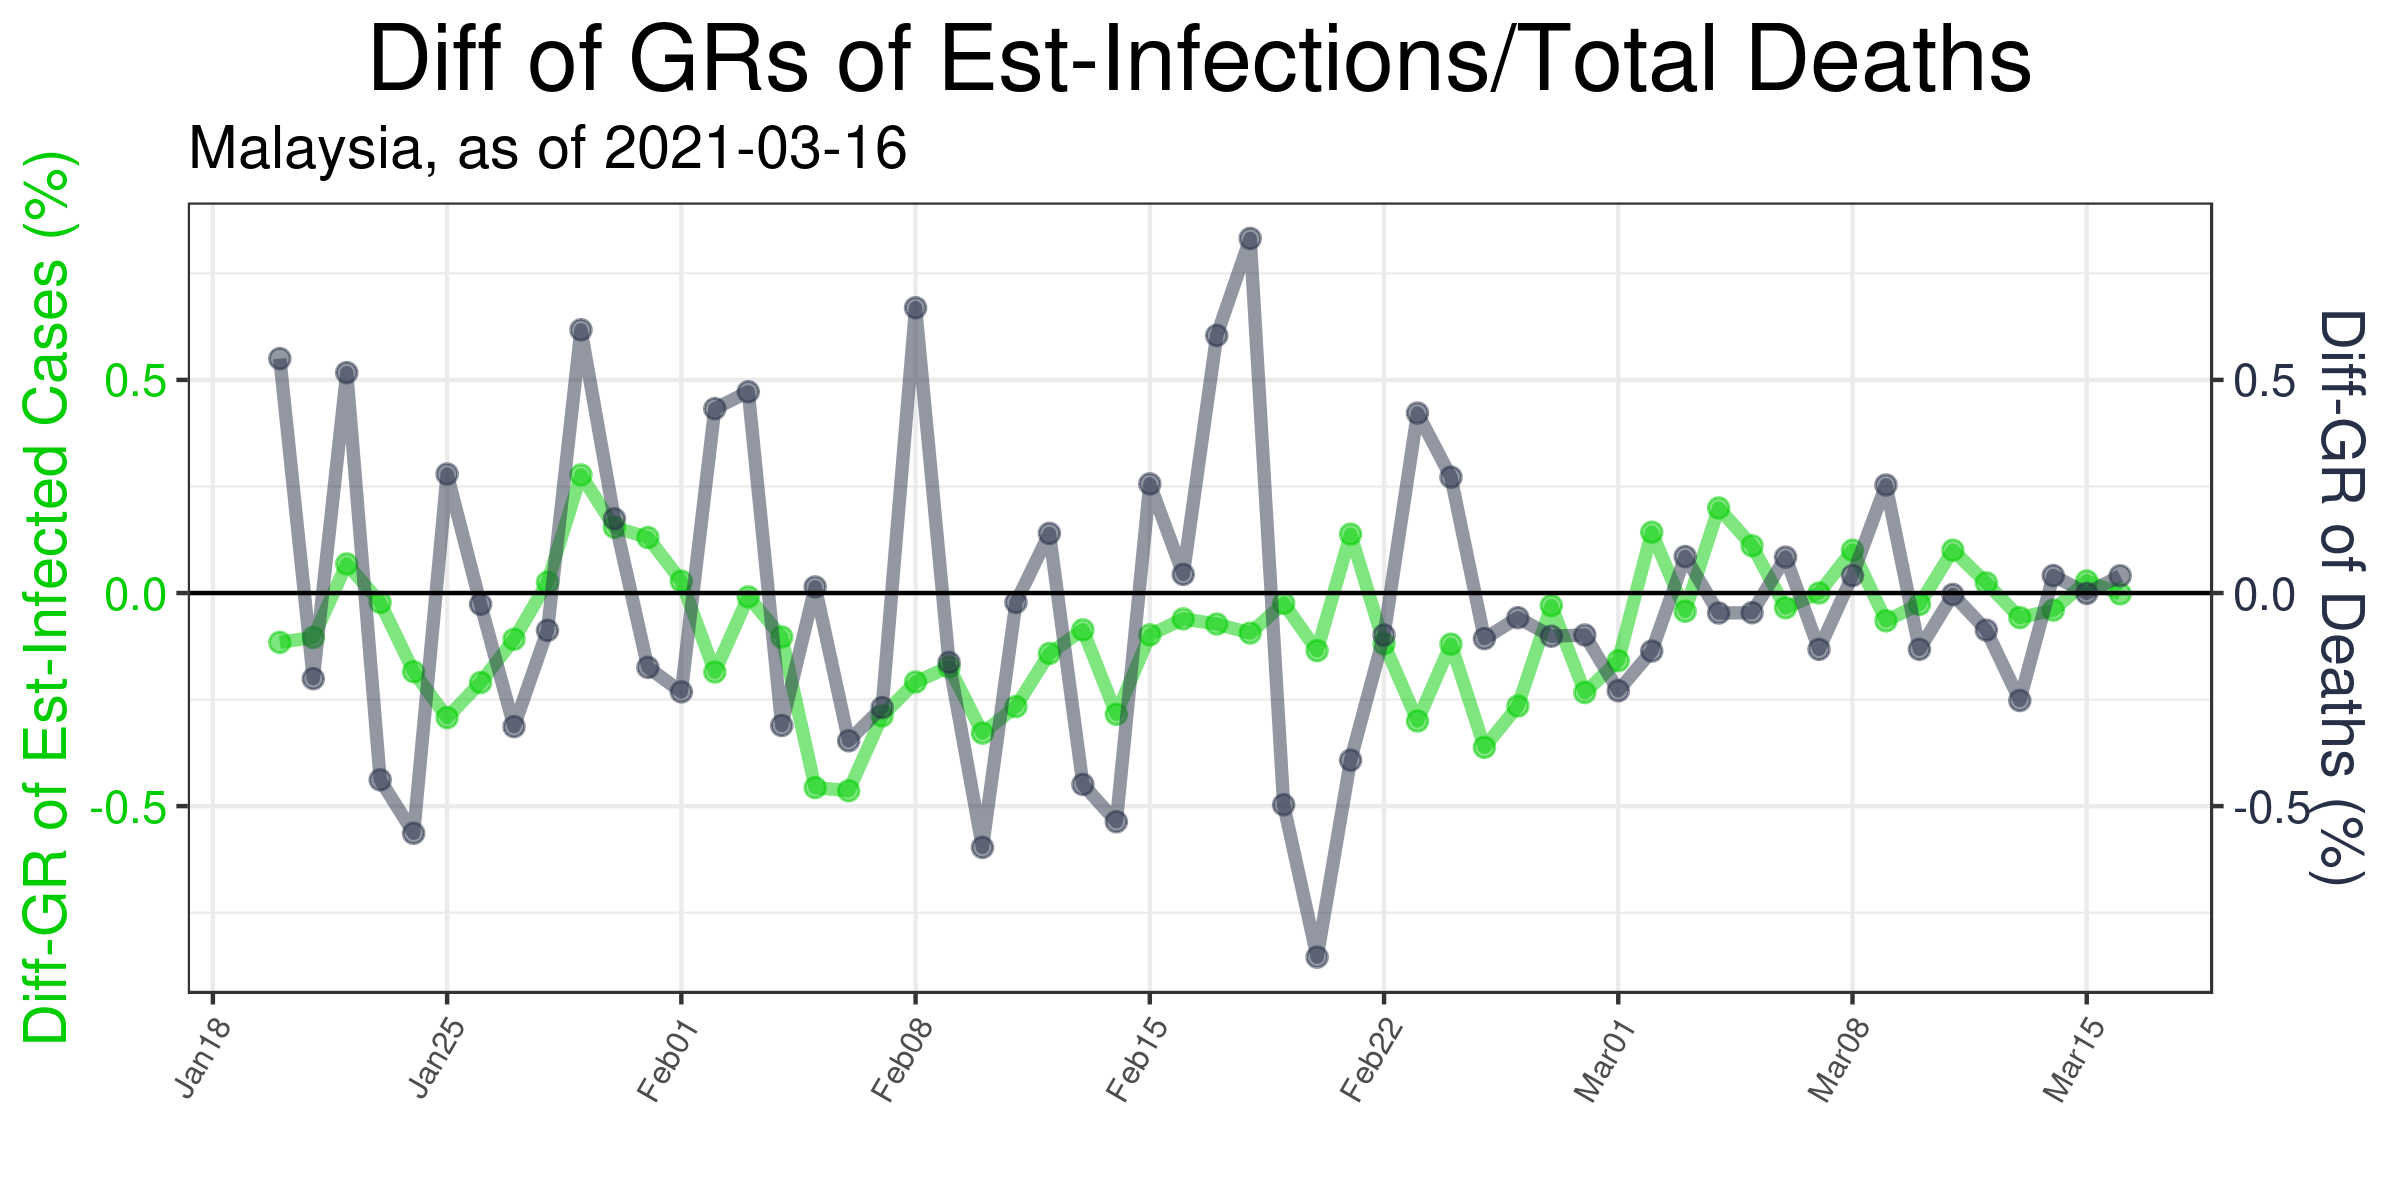 Diff of GRs of Est-Infections/Total Deaths
Malaysia, as of 2021-03-16
Diff-GR of Est-Infected Cases (%)
0.5
0.0
-0.5
0.5
0.0
-0.5
Diff-GR of Deaths (%)
Jan18
Jan25
Feb01
Feb08
Feb15
Feb22
Mar01
Mar08
Mar15